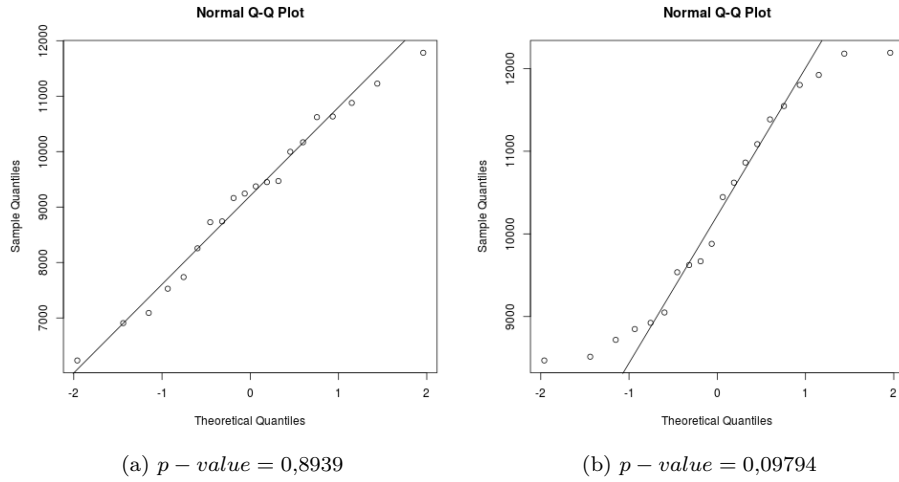 Normal Q-Q Plot
12000
11000
10000
9000
8000
7000
Sample Quantiles
-2 -1 0 1 2
Theoretical Quantiles
(a) p − value = 0,8939
Normal Q-Q Plot
12000
11000
10000
9000
Sample Quantiles
-2 -1 0 1 2
Theoretical Quantiles
(b) p − value = 0,09794